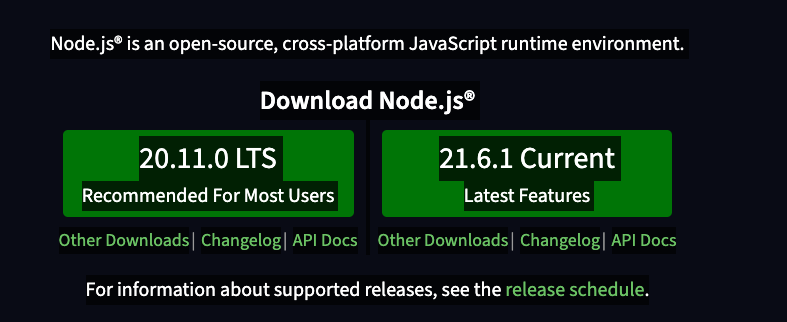 Node.js® is an open-source, cross-platform JavaScript runtime environment.
Download Node.js®
20.11.0 LTS
Recommended For Most Users
Other Downloads | Changelog | API Docs
21.6.1 Current
Latest Features
Other Downloads | Changelog | API Docs
For information about supported releases, see the release schedule.